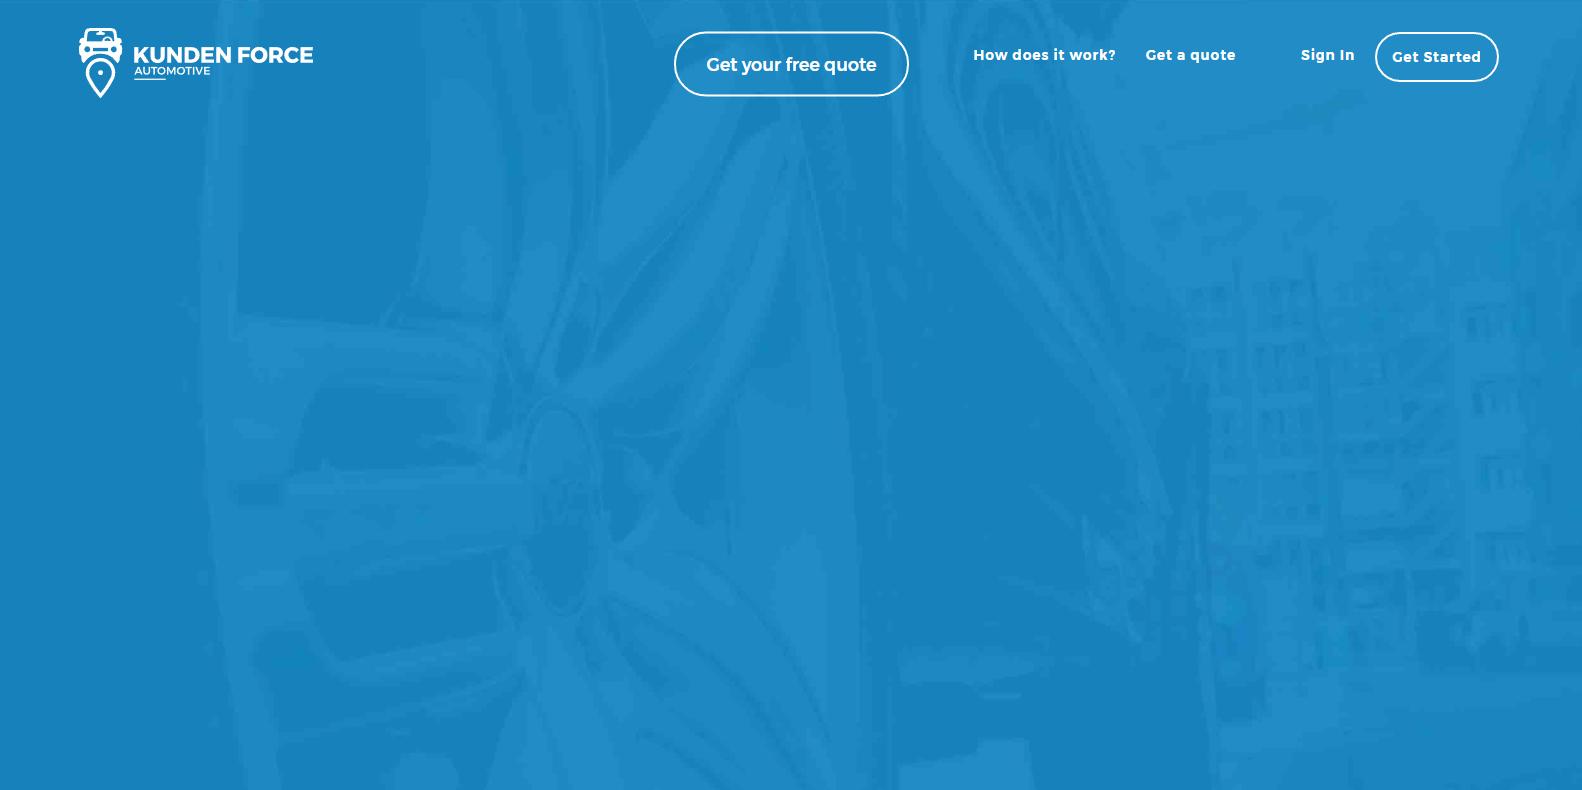 KUNDEN FORCE
AUTOMOTIVE
Get your free quote
How does it work?
Get a quote
Sign In
Get Started